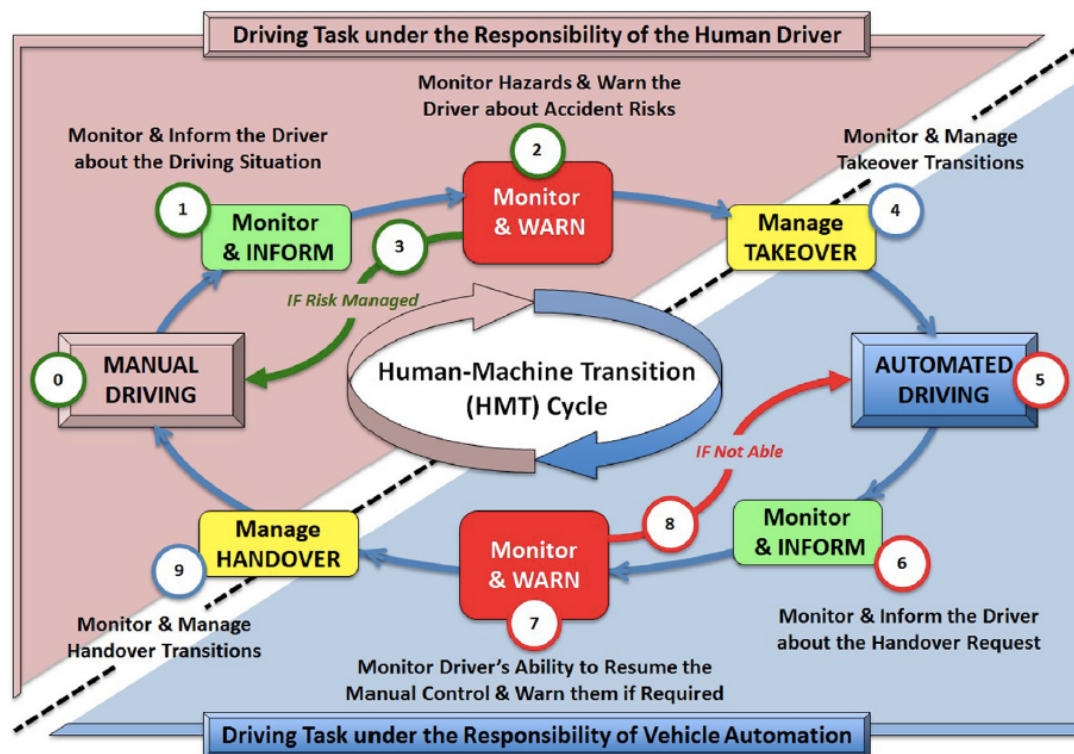 Driving Task under the Responsibility of the Human Driver
Monitor Hazards & Warn the
Driver about Accident Risks
Monitor & Inform the Driver
about the Driving Situation
Monitor & Manage
Takeover Transitions
2
1
Monitor
& INFORM
Monitor
& WARN
4
Manage
TAKEOVER
3
IF Risk Managed
0
MANUAL
DRIVING
Human-Machine Transition
(HMT) Cycle
AUTOMATED
DRIVING
5
IF Not Able
Manage
HANDOVER
9
Monitor
& WARN
7
8
Monitor
& INFORM
6
Monitor & Manage
Handover Transitions
Monitor & Inform the Driver
about the Handover Request
Monitor Driver's Ability to Resume the
Manual Control & Warn them if Required
Driving Task under the Responsibility of Vehicle Automation